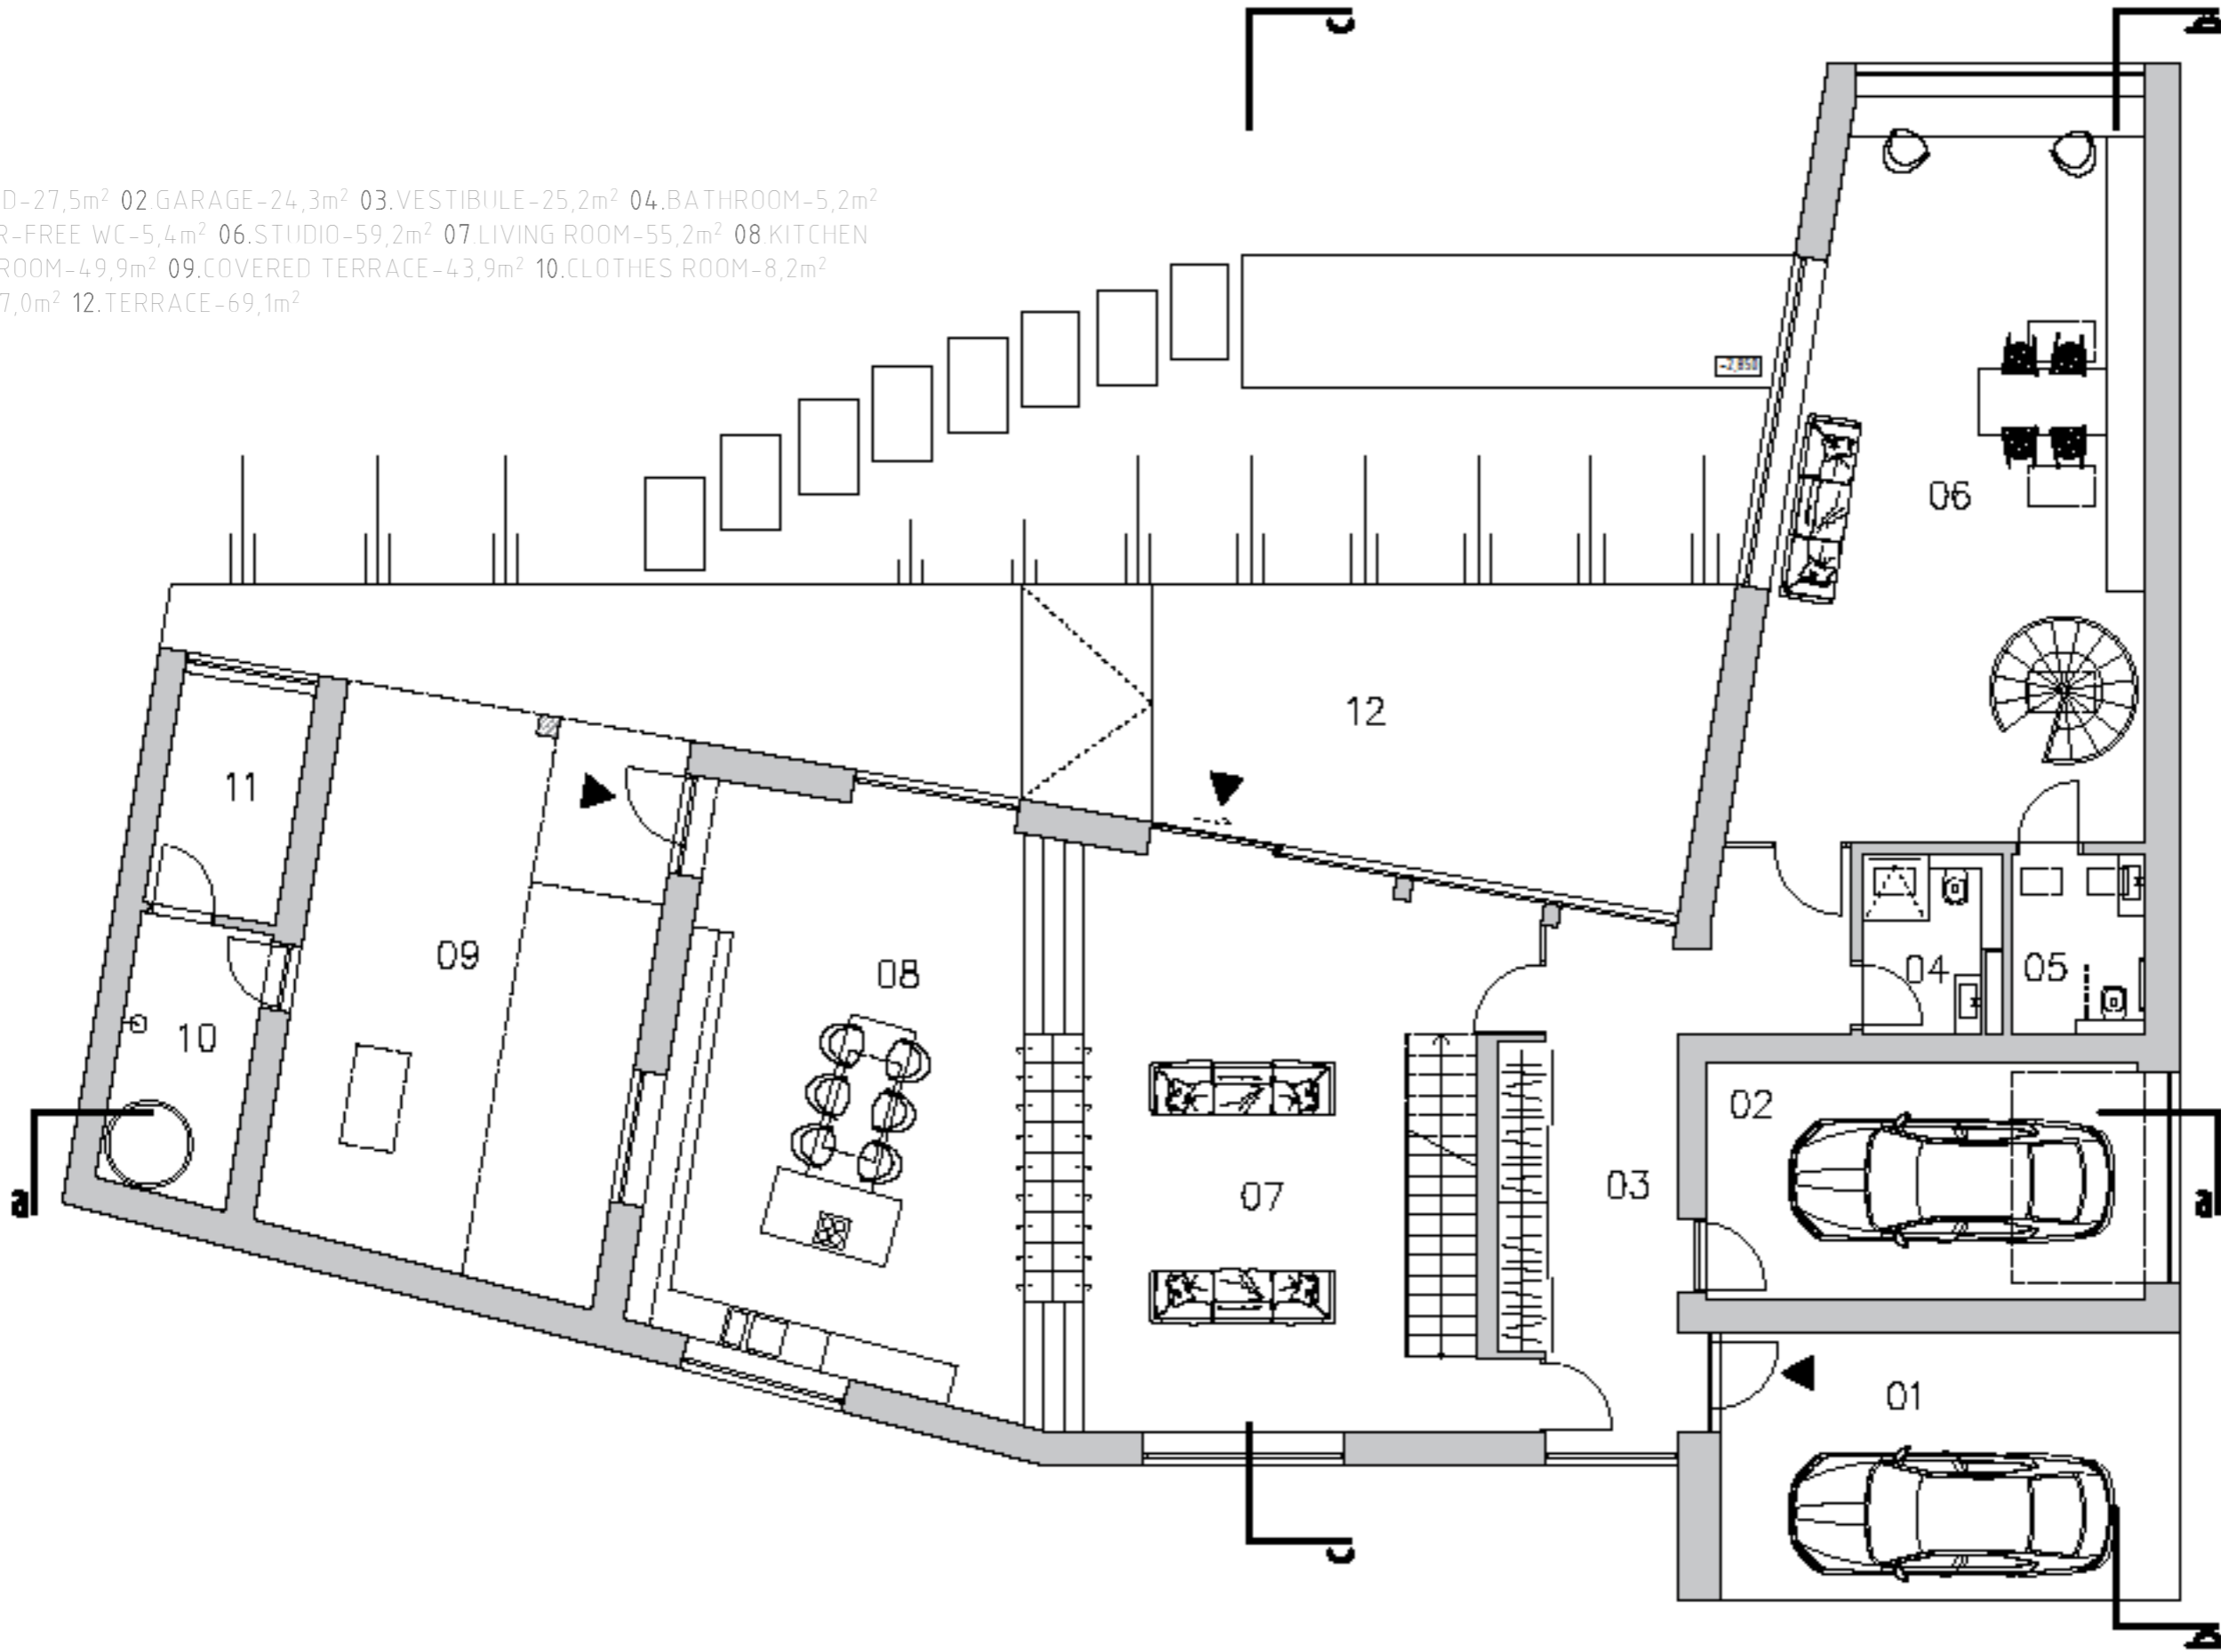 c
b
D-27,5m² 02.GARAGE-24,3m² 03.VESTIBULE-25,2m² 04.BATHROOM-5,2m²
R-FREE WC-5,4m² 06.STUDIO-59,2m² 07.LIVING ROOM-55,2m² 08.KITCHEN
ROOM-49,9m² 09.COVERED TERRACE-43,9m² 10.CLOTHES ROOM-8,2m²
7,0m² 12.TERRACE-69,1m²
-2,850
06
12
11
09
08
04
05
10
02
a
a
03
07
01
c
b